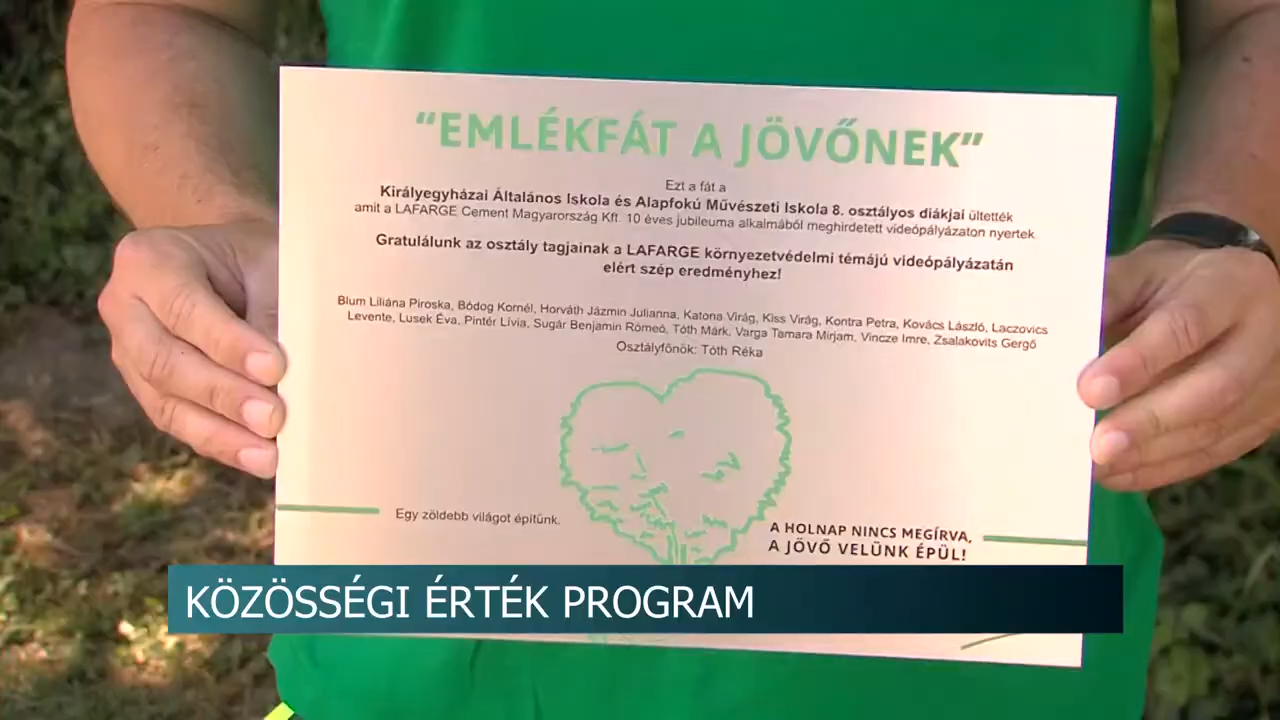 “EMLÉKFÁT A JÖVŐNEK”
Ezt a fát a
Királyegyházai Általános Iskola és Alapfokú Művészeti Iskola 8. osztályos diákjai ültették
amit a LAFARGE Cement Magyarország Kft. 10 éves jubileuma alkalmából meghirdetett videópályázaton nyertek.
Gratulálunk az osztály tagjainak a LAFARGE környezetvédelmi témájú videópályázatán
elért szép eredményhez!
Blum Liliána Piroska, Bódog Kornél, Horváth Jázmin Julianna, Katona Virág, Kiss Virág, Kontra Petra, Kovács László, Laczovics
Levente, Lusek Éva, Pintér Lívia, Sugár Benjamin Rómeó, Tóth Márk, Varga Tamara Mirjam, Vincze Imre, Zsalakovits Gergő
Osztályfőnök: Tóth Réka
Egy zöldebb világot építünk.
A HOLNAP NINCS MEGÍRVA,
A JÖVŐ VELÜNK ÉPÜL!
KÖZÖSSÉGI ÉRTÉK PROGRAM